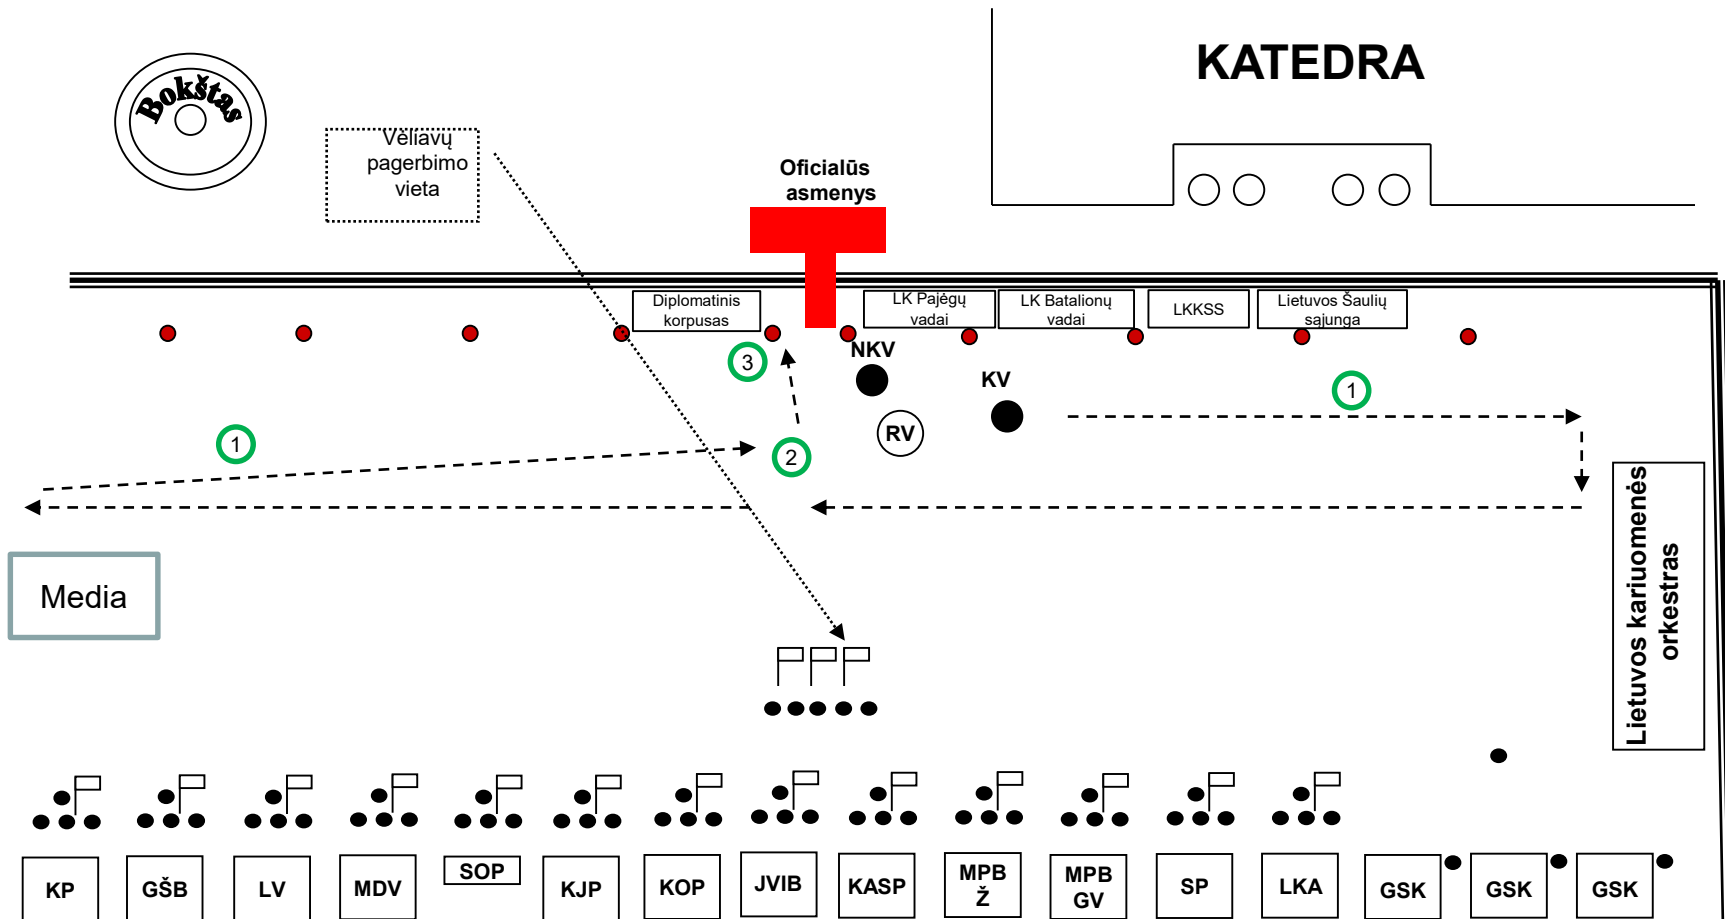 KATEDRA
Bokštas
Vėliavų
pagerbimo
vieta
Oficialūs
asmenys
Diplomatinis
korpusas
LK Pajėgų
vadai
LK Batalionų
vadai
LKKSS
Lietuvos Šaulių
sąjunga
3
NKV
KV
1
1
2
RV
Media
Lietuvos kariuomenės
orkestras
KP
GŠB
LV
MDV
SOP
KJP
KOP
JVIB
KASP
MPB
Ž
MPB
GV
SP
LKA
GSK
GSK
GSK